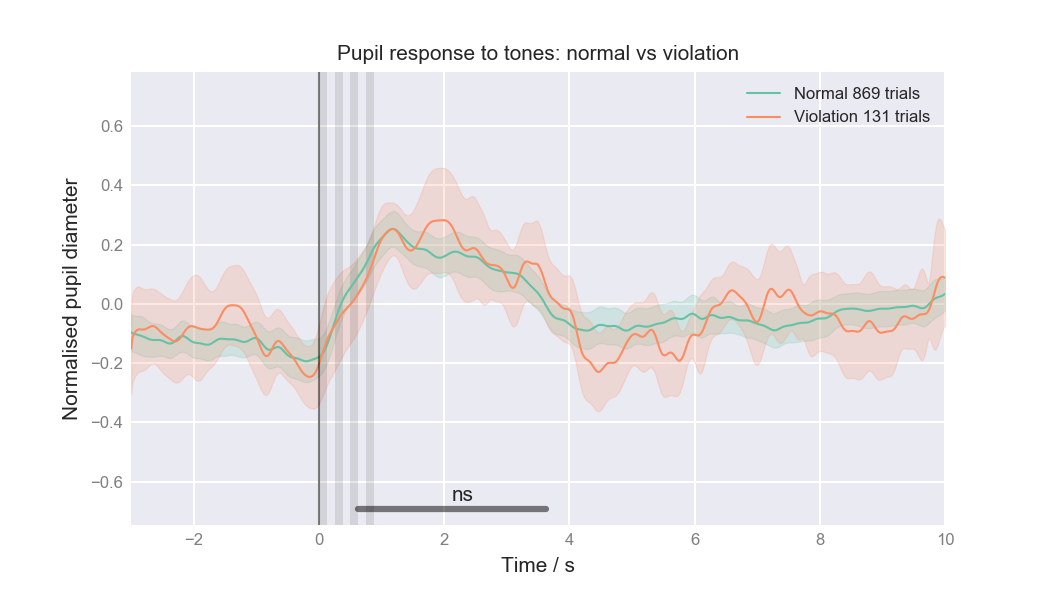 Pupil response to tones: normal vs violation
Normal 869 trials
Violation 131 trials
Normalised pupil diameter
0.6
0.4
0.2
0.0
−0.2
−0.4
−0.6
ns
−2
0
2
4
6
8
10
Time / s